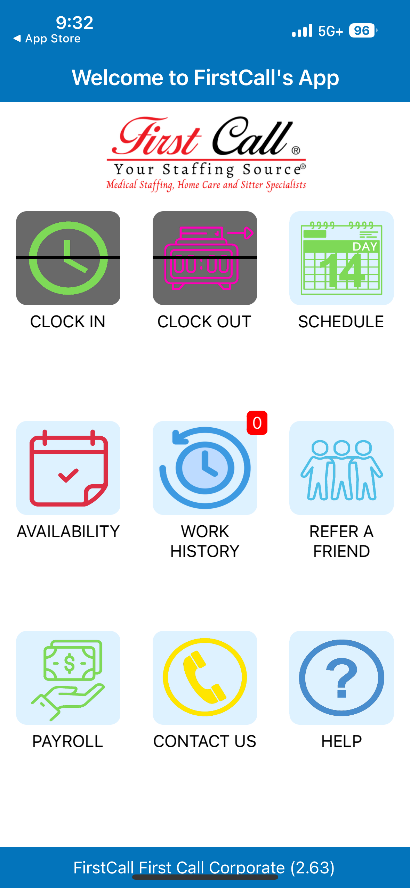 9:32
◀ App Store
5G+
96
Welcome to FirstCall's App
First Call®
Your Staffing Source®
Medical Staffing, Home Care and Sitter Specialists
DAY
14
00:00
CLOCK IN
CLOCK OUT
SCHEDULE
0
AVAILABILITY
WORK
HISTORY
REFER A
FRIEND
$
?
PAYROLL
CONTACT US
HELP
FirstCall First Call Corporate (2.63)